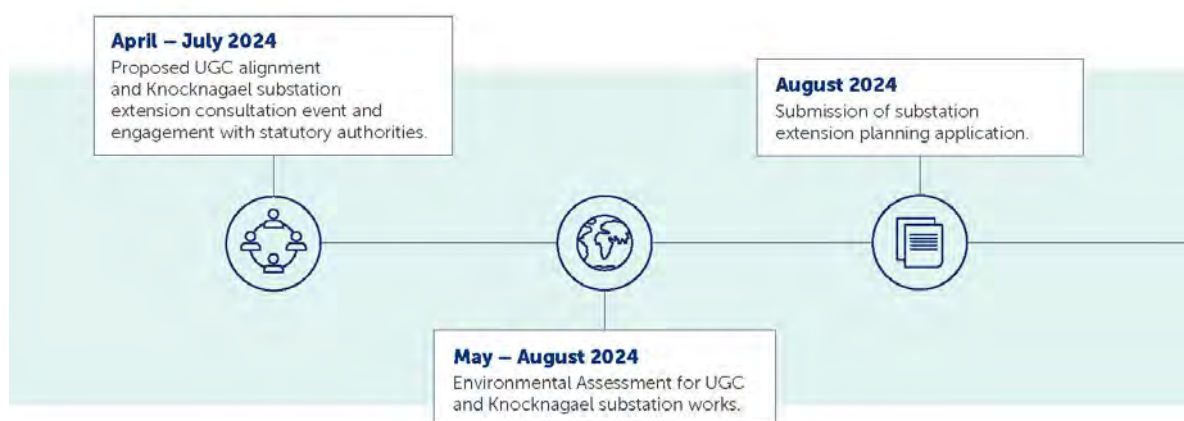 April – July 2024
Proposed UGC alignment
and Knocknagael substation
extension consultation event and
engagement with statutory authorities.
May – August 2024
Environmental Assessment for UGC
and Knocknagael substation works.
August 2024
Submission of substation
extension planning application.